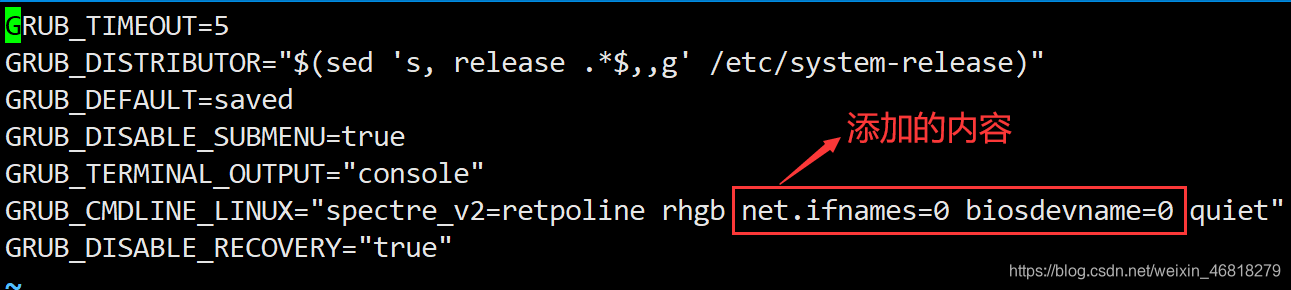 GRUB_TIMEOUT=5
GRUB_DISTRIBUTOR="$(sed 's, release .*$,,g' /etc/system-release)"
GRUB_DEFAULT=saved
添加的内容
GRUB_DISABLE_SUBMENU=true
GRUB_TERMINAL_OUTPUT="console"
GRUB_CMDLINE_LINUX="spectre_v2=retpoline rhgb net.ifnames=0 biosdevname=0 quiet"
GRUB_DISABLE_RECOVERY="true"
~
https://blog.csdn.net/weixin_46818279